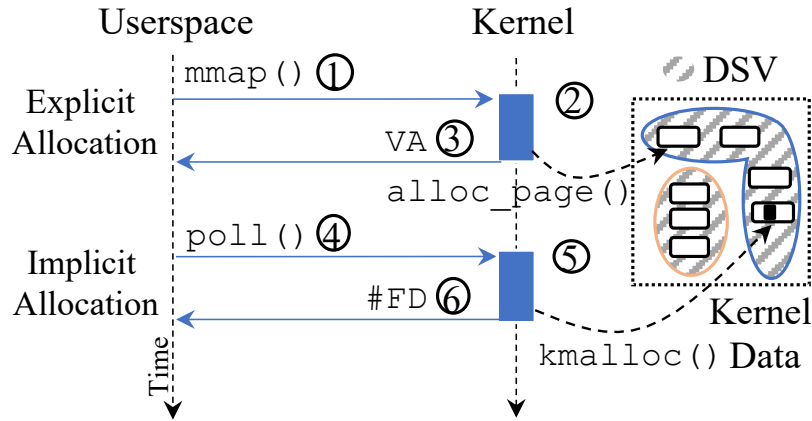 Userspace
Kernel
mmap() ①
②
DSV
Explicit
Allocation
VA ③
alloc_page()
poll() ④
⑤
Implicit
Allocation
#FD ⑥
Kernel
Data
kmalloc()
Time